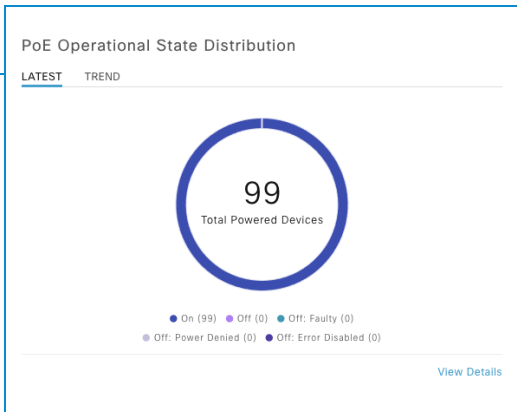 PoE Operational State Distribution
LATEST TREND
99
Total Powered Devices
On (99) Off (0) Off: Faulty (0)
Off: Power Denied (0) Off: Error Disabled (0)
View Details